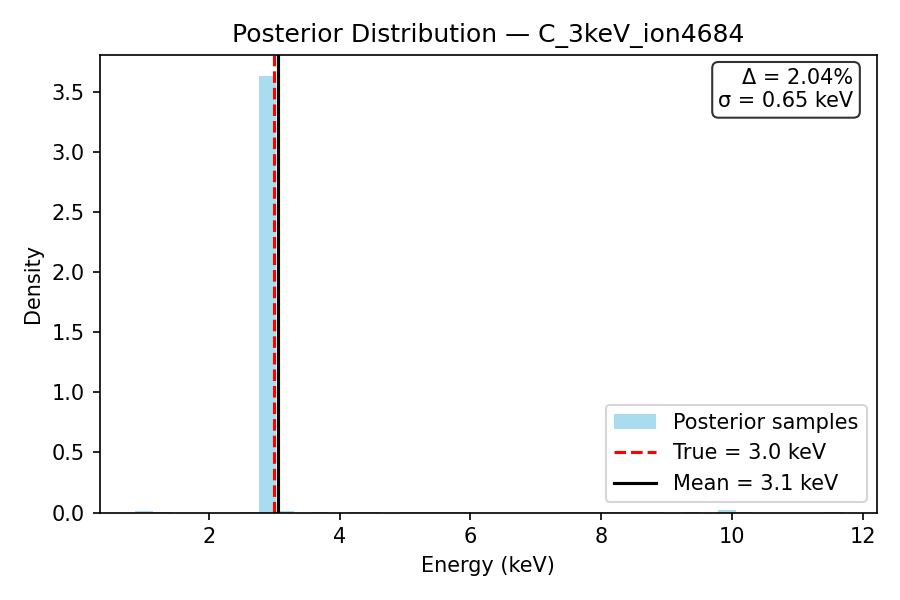 Posterior Distribution — C_3keV_ion4684
Δ = 2.04%
σ = 0.65 keV
Density
3.5
3.0
2.5
2.0
1.5
1.0
0.5
0.0
Posterior samples
True = 3.0 keV
Mean = 3.1 keV
2 4 6 8 10 12
Energy (keV)